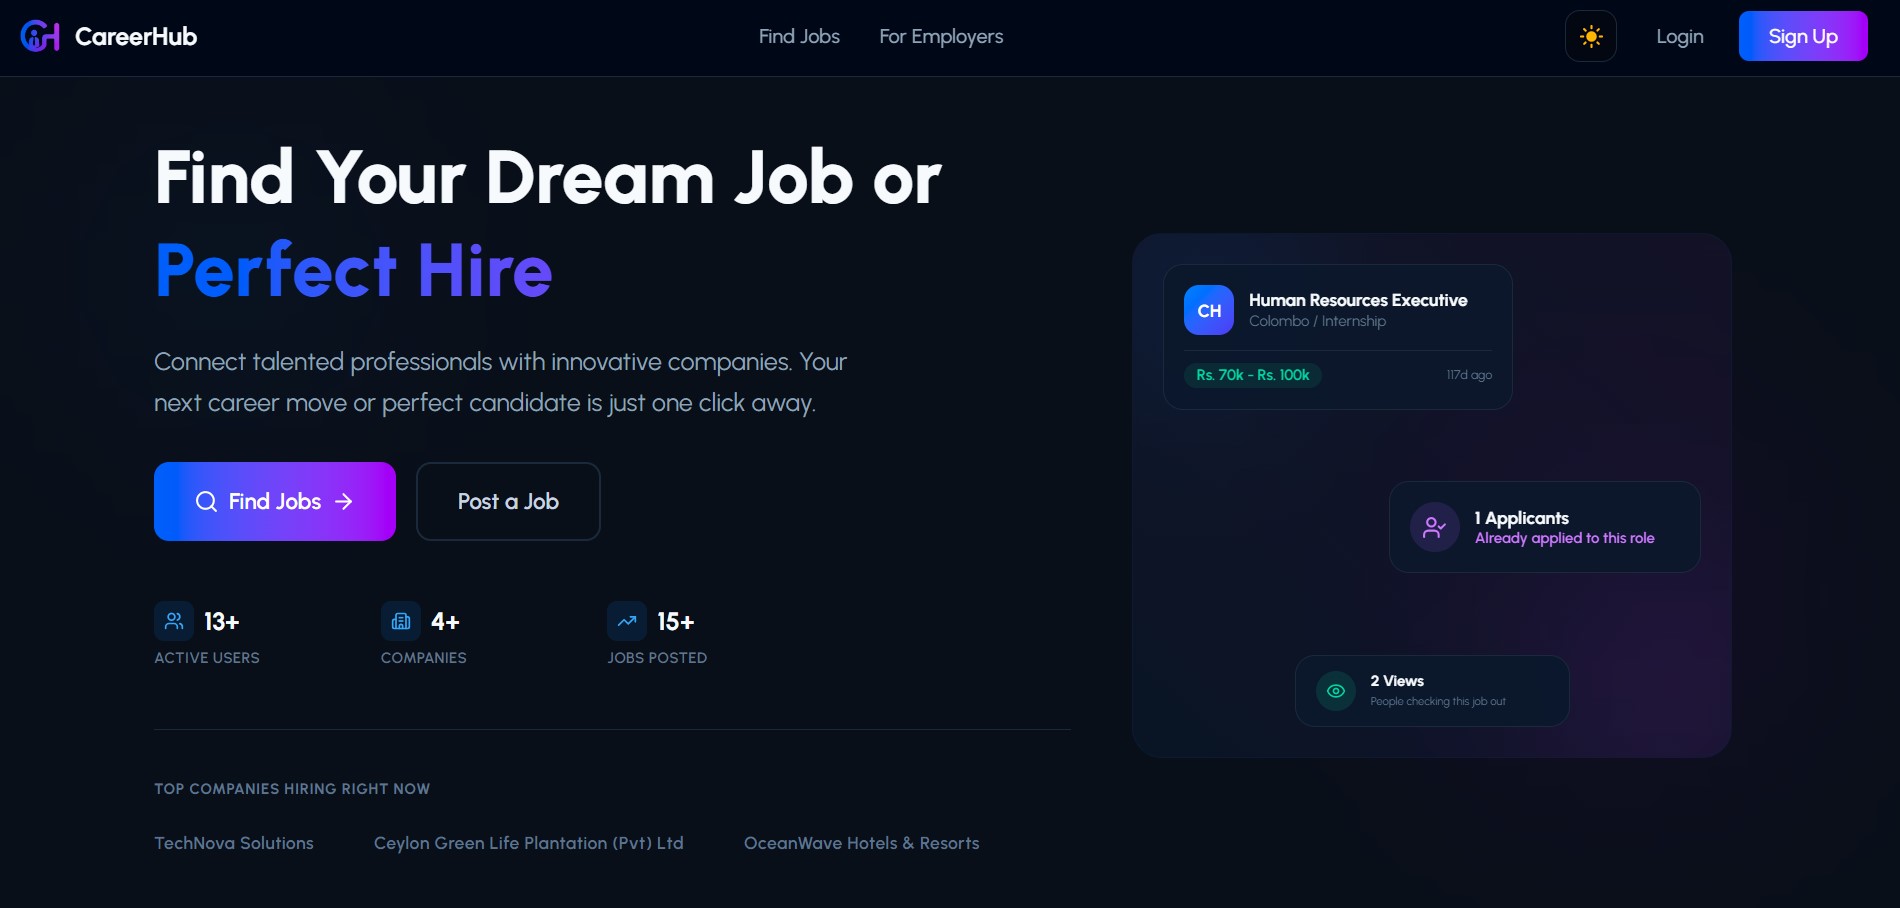 CareerHub
Find Jobs
For Employers
Login
Sign Up
Find Your Dream Job or
Perfect Hire
Connect talented professionals with innovative companies. Your
next career move or perfect candidate is just one click away.
Find Jobs
Post a Job
13+
ACTIVE USERS
4+
COMPANIES
15+
JOBS POSTED
TOP COMPANIES HIRING RIGHT NOW
TechNova Solutions
Ceylon Green Life Plantation (Pvt) Ltd
OceanWave Hotels & Resorts
CH
Human Resources Executive
Colombo / Internship
Rs. 70k - Rs. 100k
117d ago
1 Applicants
Already applied to this role
2 Views
People checking this job out